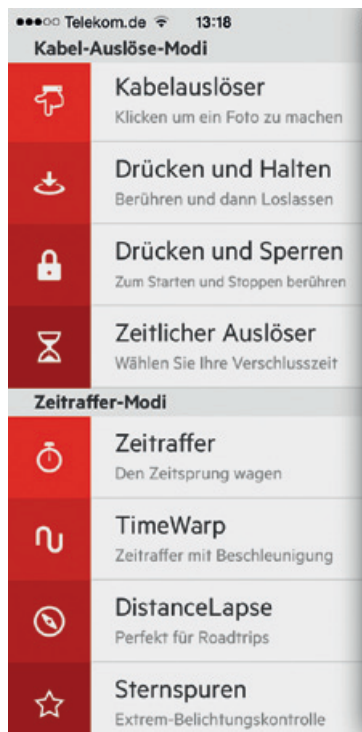 Telekom.de 13:18
Kabel-Auslöse-Modi
Kabelauslöser
Klicken um ein Foto zu machen
Drücken und Halten
Berühren und dann Loslassen
Drücken und Sperren
Zum Starten und Stoppen berühren
Zeitlicher Auslöser
Wählen Sie Ihre Verschlusszeit
Zeitraffer-Modi
Zeitraffer
Den Zeitsprung wagen
TimeWarp
Zeitraffer mit Beschleunigung
DistanceLapse
Perfekt für Roadtrips
Sternspuren
Extrem-Belichtungskontrolle